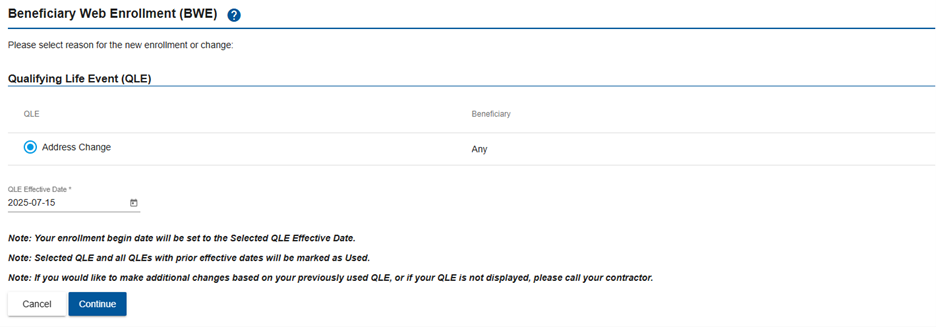 Beneficiary Web Enrollment (BWE) ?
Please select reason for the new enrollment or change:
Qualifying Life Event (QLE)
QLE Beneficiary
Address Change Any
QLE Effective Date *
2025-07-15
Note: Your enrollment begin date will be set to the Selected QLE Effective Date.
Note: Selected QLE and all QLEs with prior effective dates will be marked as Used.
Note: If you would like to make additional changes based on your previously used QLE, or if your QLE is not displayed, please call your contractor.
Cancel Continue